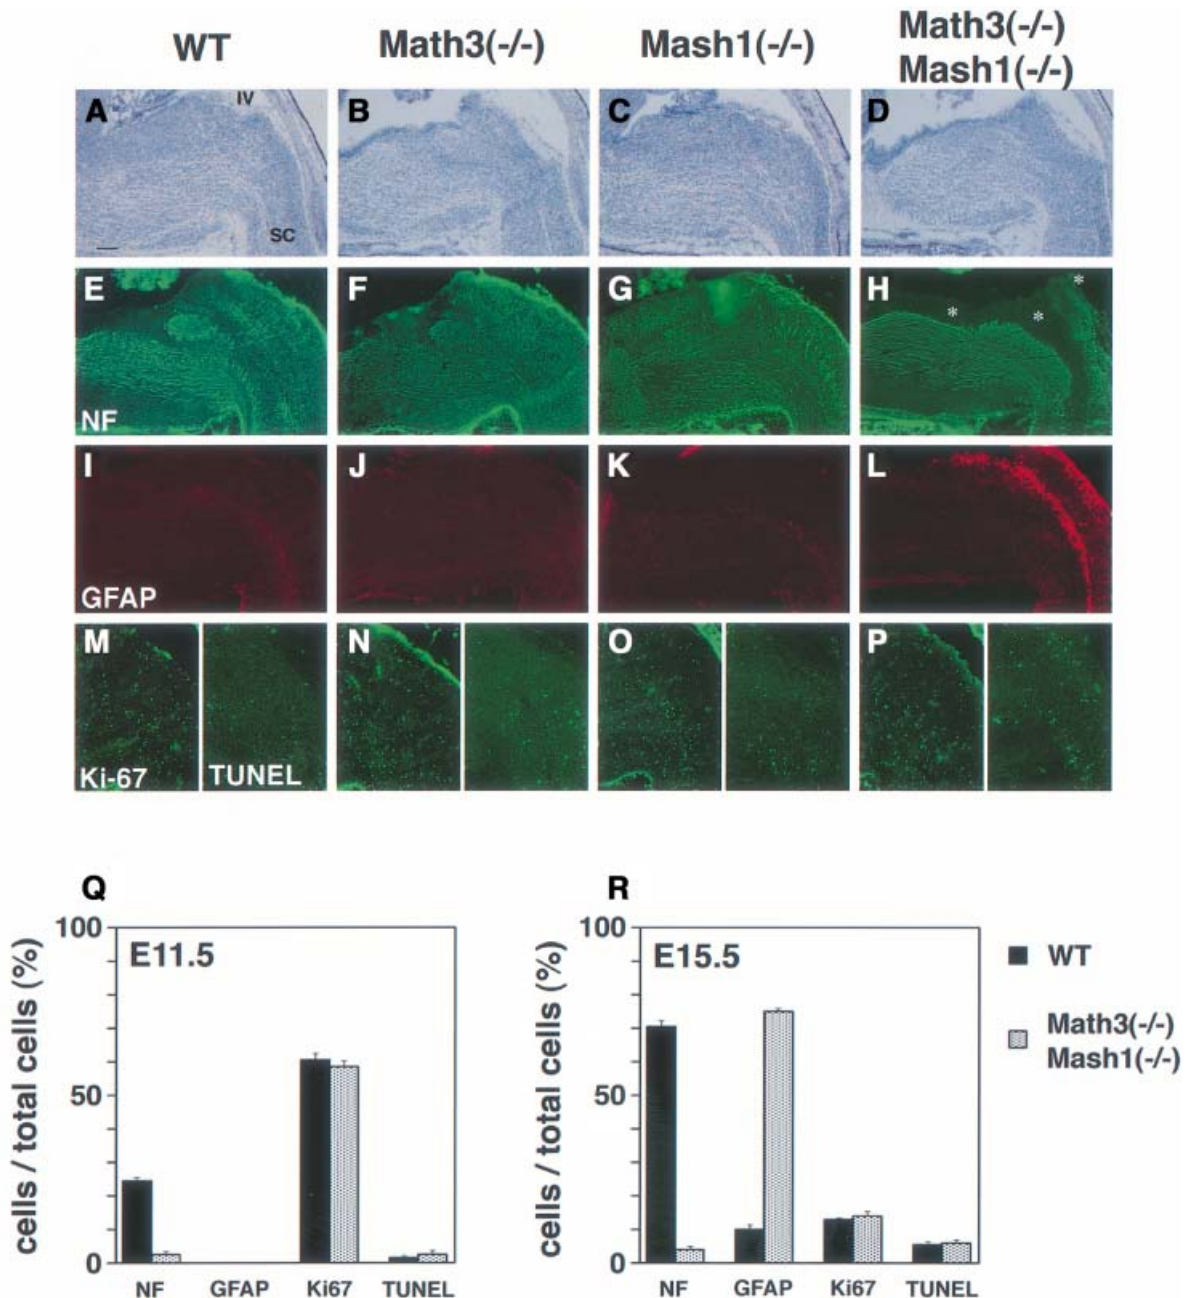 WT
Math3(-/-)
Mash1(-/-)
Math3(-/-)
Mash1(-/-)
A
IV
SC
B
C
D
E
NF
F
G
H
*
*
*
I
GFAP
J
K
L
M
Ki-67
TUNEL
N
O
P
Q
E11.5
cells / total cells (%)
100
50
0
NF GFAP Ki67 TUNEL
R
E15.5
cells / total cells (%)
100
50
0
NF GFAP Ki67 TUNEL
WT
Math3(-/-)
Mash1(-/-)